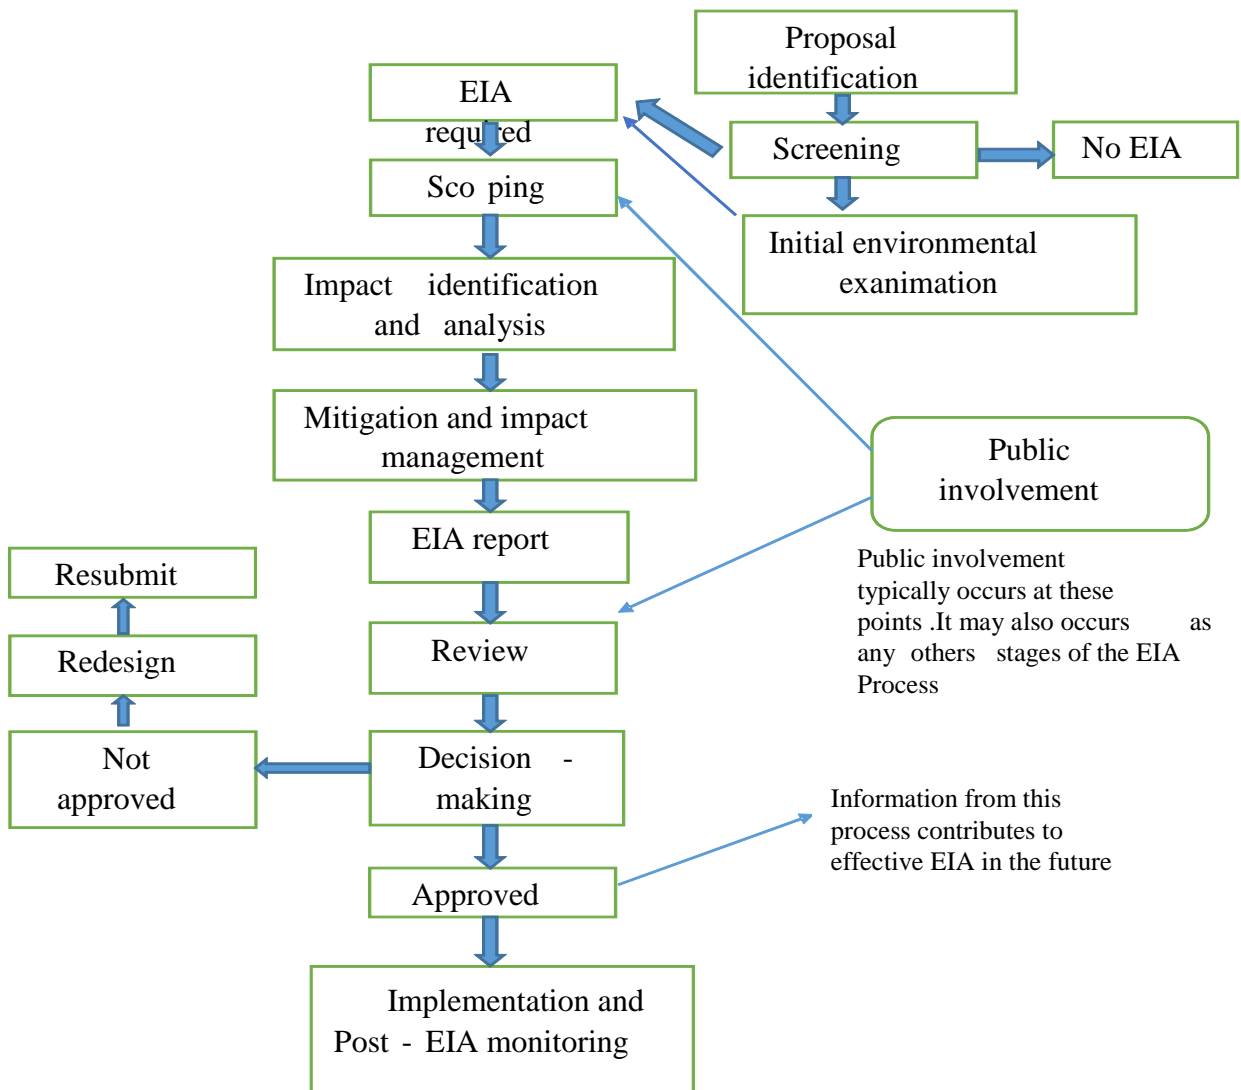 Proposal
identification
EIA
required
Screening
No EIA
Sco ping
Initial environmental
exanimation
Impact identification
and analysis
Mitigation and impact
management
Public
involvement
EIA report
Public involvement
typically occurs at these
points .It may also occurs as
any others stages of the EIA
Process
Resubmit
Redesign
Review
Not
approved
Decision -
making
Information from this
process contributes to
effective EIA in the future
Approved
Implementation and
Post - EIA monitoring